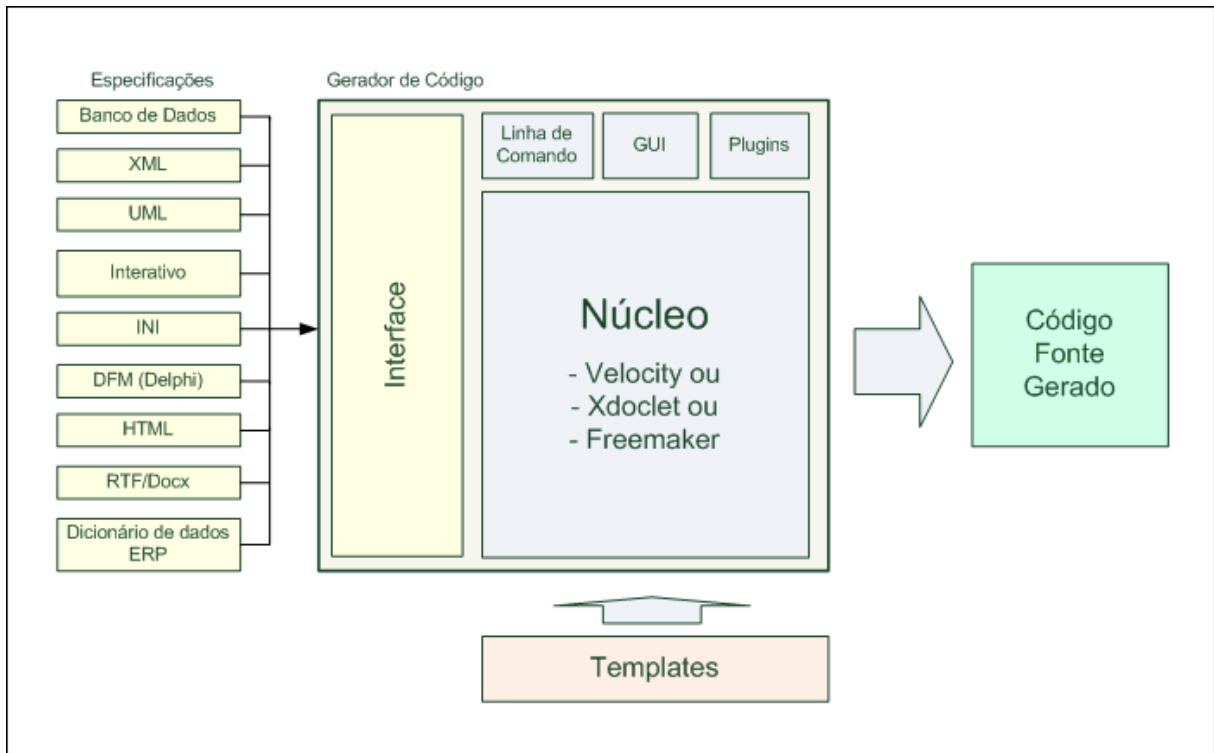 Especificações
Banco de Dados
XML
UML
Interativo
INI
DFM (Delphi)
HTML
RTF/Docx
Dicionário de dados
ERP
Gerador de Código
Interface
Linha de
Comando
GUI
Plugins
Núcleo
- Velocity ou
- Xdoclet ou
- Freemaker
Templates
Código
Fonte
Gerado